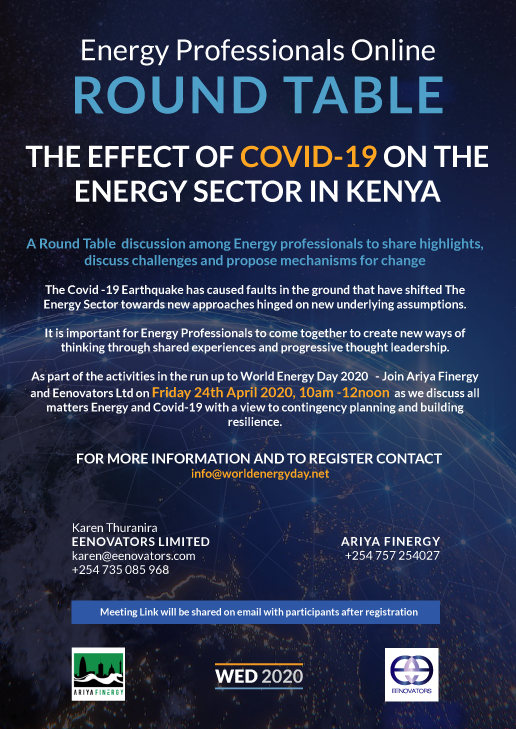 Energy Professionals Online
ROUND TABLE
THE EFFECT OF COVID-19 ON THE
ENERGY SECTOR IN KENYA
A Round Table discussion among Energy professionals to share highlights,
discuss challenges and propose mechanisms for change
The Covid -19 Earthquake has caused faults in the ground that have shifted The
Energy Sector towards new approaches hinged on new underlying assumptions.
It is important for Energy Professionals to come together to create new ways of
thinking through shared experiences and progressive thought leadership.
As part of the activities in the run up to World Energy Day 2020 - Join Ariya Finergy
and Eenovators Ltd on Friday 24th April 2020, 10am -12noon as we discuss all
matters Energy and Covid-19 with a view to contingency planning and building
resilience.
FOR MORE INFORMATION AND TO REGISTER CONTACT
info@worldenergyday.net
Karen Thuranira
EENOVATORS LIMITED
karen@eenovators.com
+254 735 085 968
ARIYA FINERGY
+254 757 254027
Meeting Link will be shared on email with participants after registration
ARIYA FINERGY
WED 2020
EENOVATORS